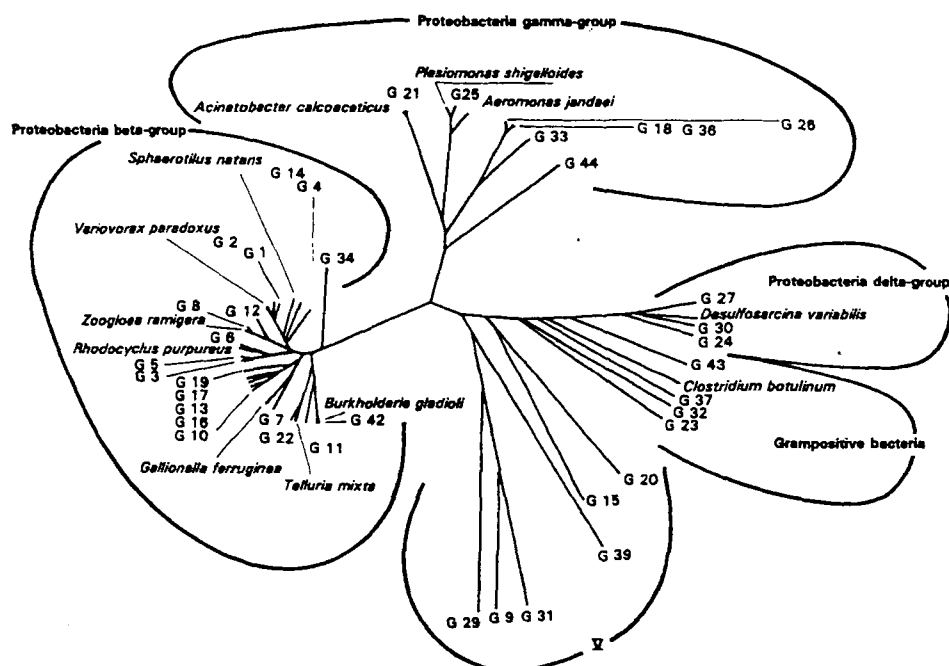 Proteobacteria gamma-group
Plesiomonas shigelloides
G 21
G25
Acinatobacter calcoaceticus
Aeromonas jandaei
G 18
G 36
G 26
G 33
G 44
Proteobacteria beta-group
Sphaerotilus natans
G 14
G 4
Variovorax paradoxus
G 2
G 1
G 34
G 8
G 12
Zoogloea ramigera
G 6
Rhodocyclus purpureus
G 5
G 3
G 19
G 17
G 13
G 16
G 10
G 7
G 22
G 11
Burkholderia gladioli
G 42
Gallionella ferruginea
Telluria mixta
Proteobacteria delta-group
G 27
Desulfosarcina variabilis
G 30
G 24
G 43
Clostridium botulinum
G 37
G 32
G 23
Grampositive bacteria
G 20
G 15
G 39
G 29
G 9
G 31
V